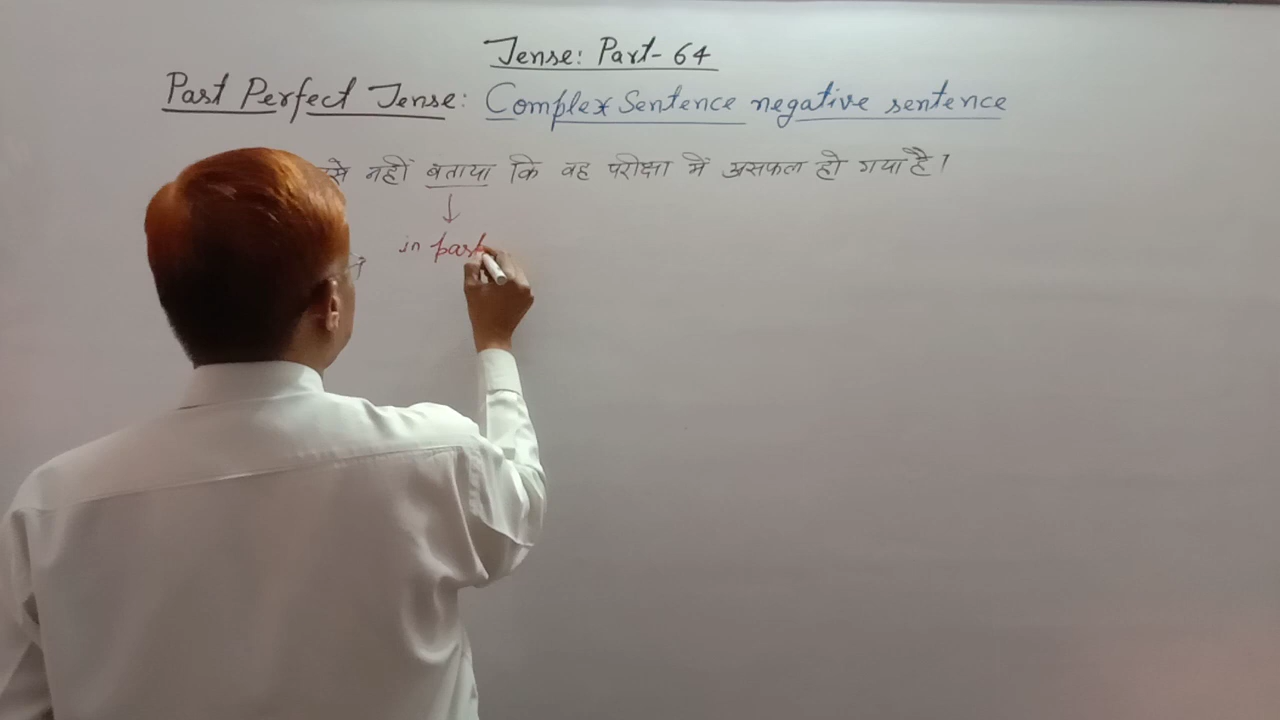 Tense: Part-64
Past Perfect Tense: Complex Sentence negative sentence
नहीं बताया कि वह परीक्षा में असफल हो गया है।
in past